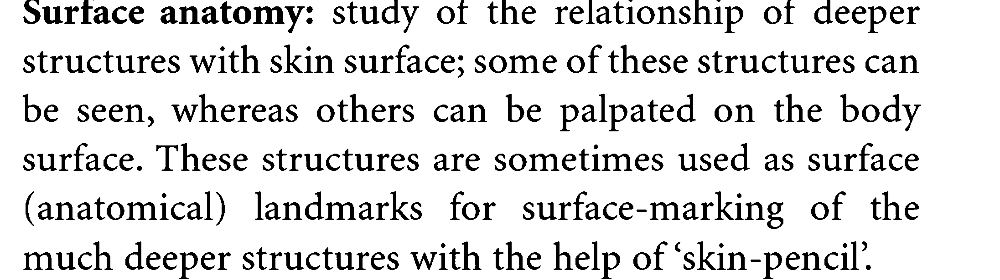 Surface anatomy: study of the relationship of deeper
structures with skin surface; some of these structures can
be seen, whereas others can be palpated on the body
surface. These structures are sometimes used as surface
(anatomical) landmarks for surface-marking of the
much deeper structures with the help of ‘skin-pencil’.